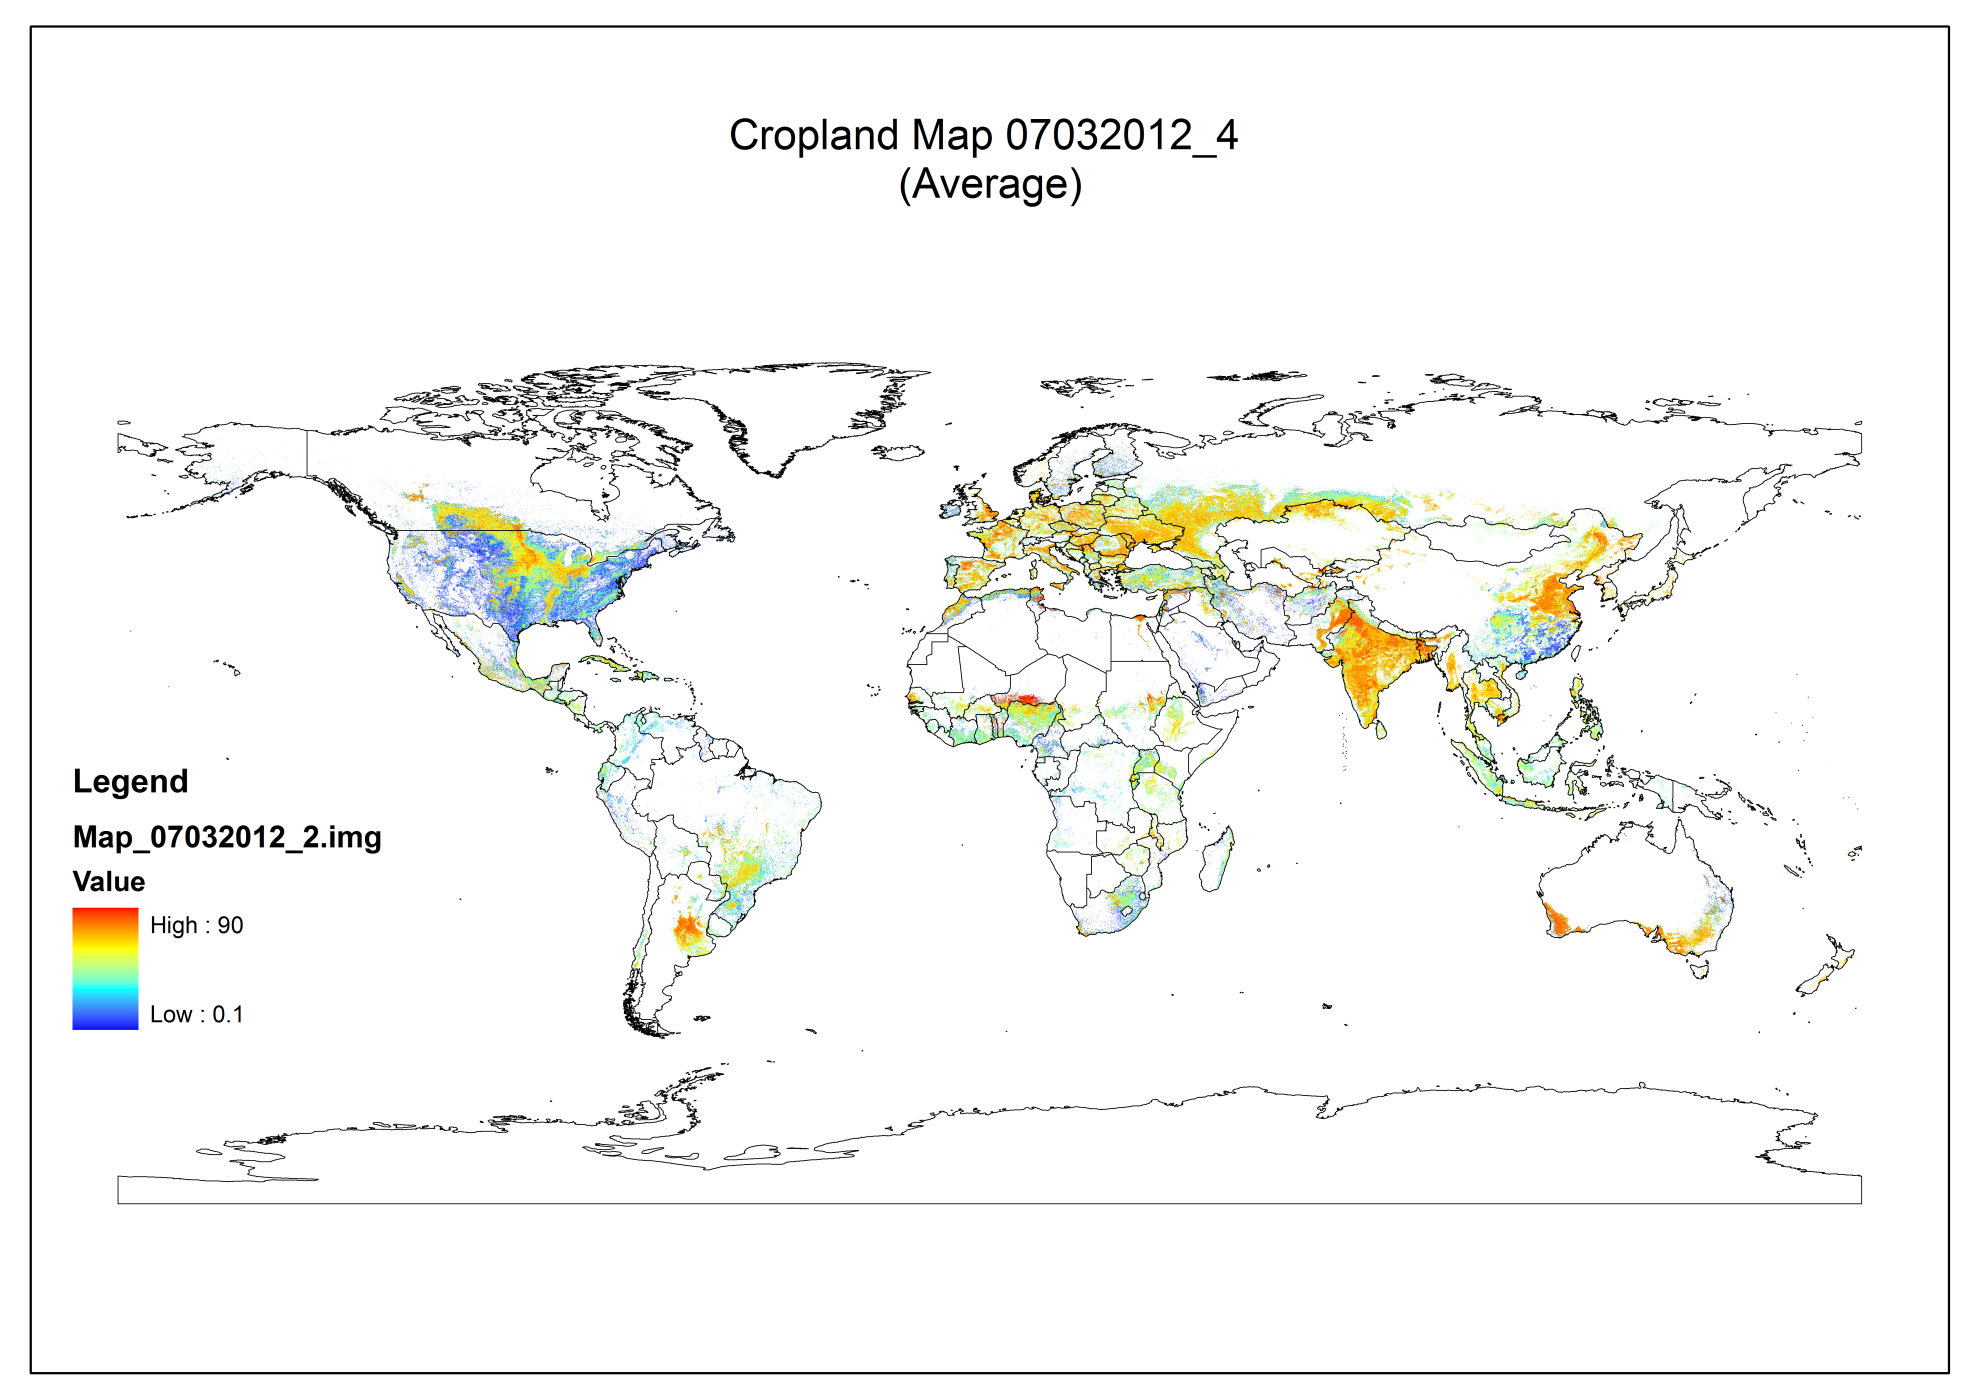 Cropland Map 07032012_4
(Average)
Legend
Map_07032012_2.img
Value
High : 90
Low : 0.1